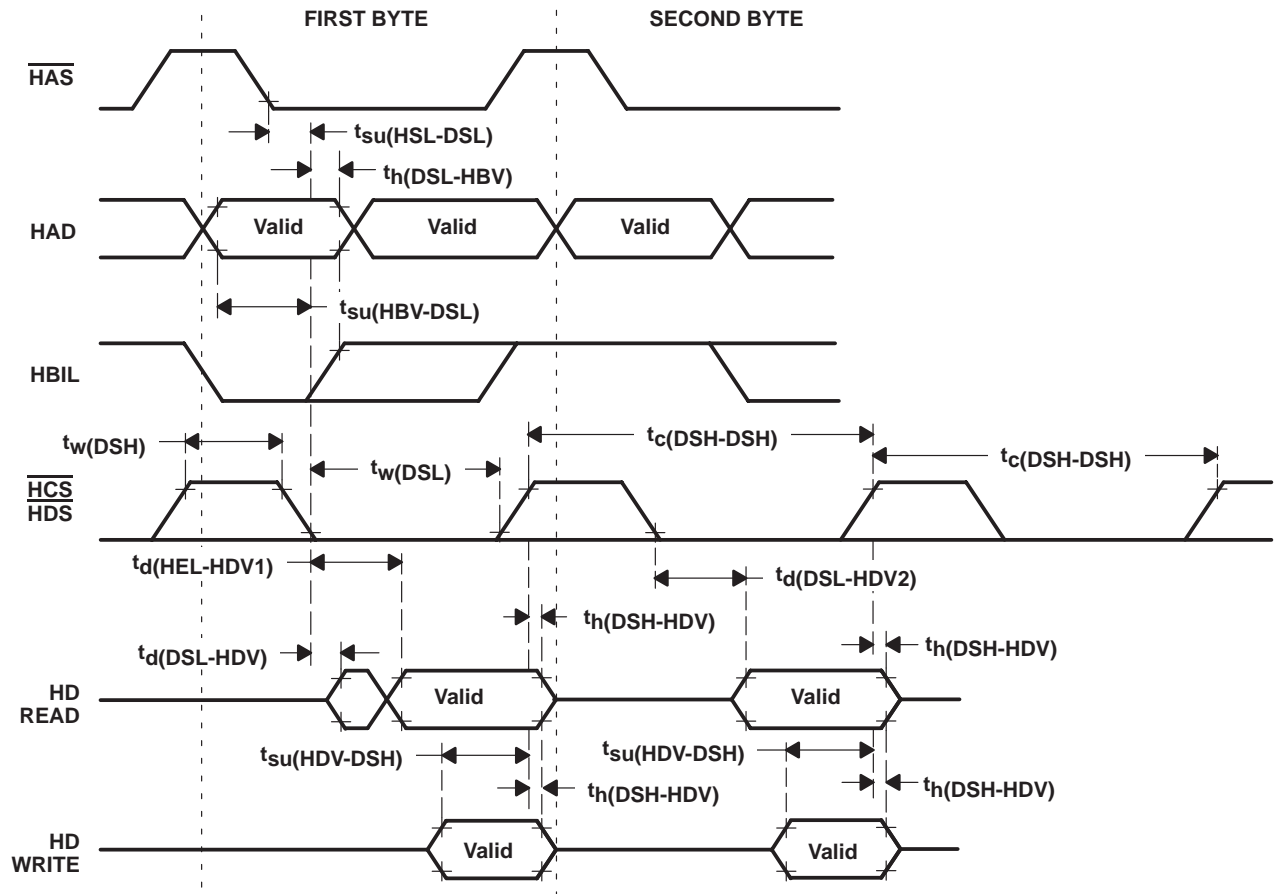 FIRST BYTE
SECOND BYTE
HAS
tsu(HSL-DSL)
th(DSL-HBV)
HAD
Valid
Valid
Valid
tsu(HBV-DSL)
HBIL
tw(DSH)
tc(DSH-DSH)
tc(DSH-DSH)
tw(DSL)
HCS
HDS
td(HEL-HDV1)
td(DSL-HDV2)
th(DSH-HDV)
th(DSH-HDV)
td(DSL-HDV)
HD
READ
Valid
Valid
tsu(HDV-DSH)
tsu(HDV-DSH)
th(DSH-HDV)
th(DSH-HDV)
HD
WRITE
Valid
Valid